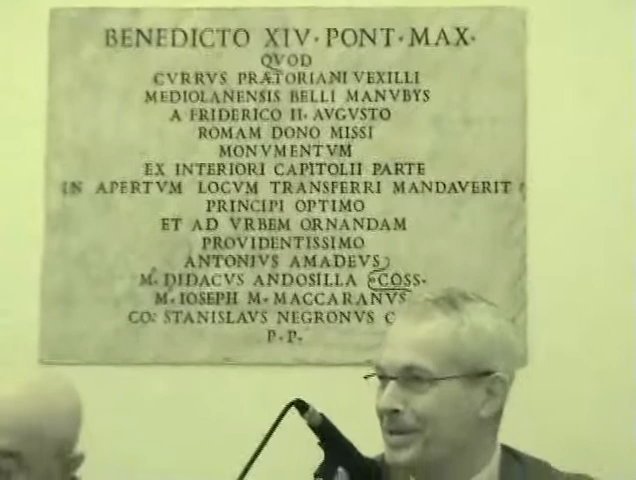 BENEDICTO XIV · PONT · MAX ·
QVOD
CVRRVS PRÆTORIANI VEXILLI
MEDIOLANENSIS BELLI MANVBYS
A FRIDERICO II · AVGVSTO
ROMAM DONO MISSI
MONVMENTVM
EX INTERIORI CAPITOLII PARTE
IN APERTVM LOCVM TRANSFERRI MANDAVERIT
PRINCIPI OPTIMO
ET AD VRBEM ORNANDAM
PROVIDENTISSIMO
ANTONIVS AMADEVS
M · DIDACVS ANDOSILLA COSS ·
M · IOSEPH M · MACCARANVS
CO: STANISLAVS NEGRONVS C
P · P ·